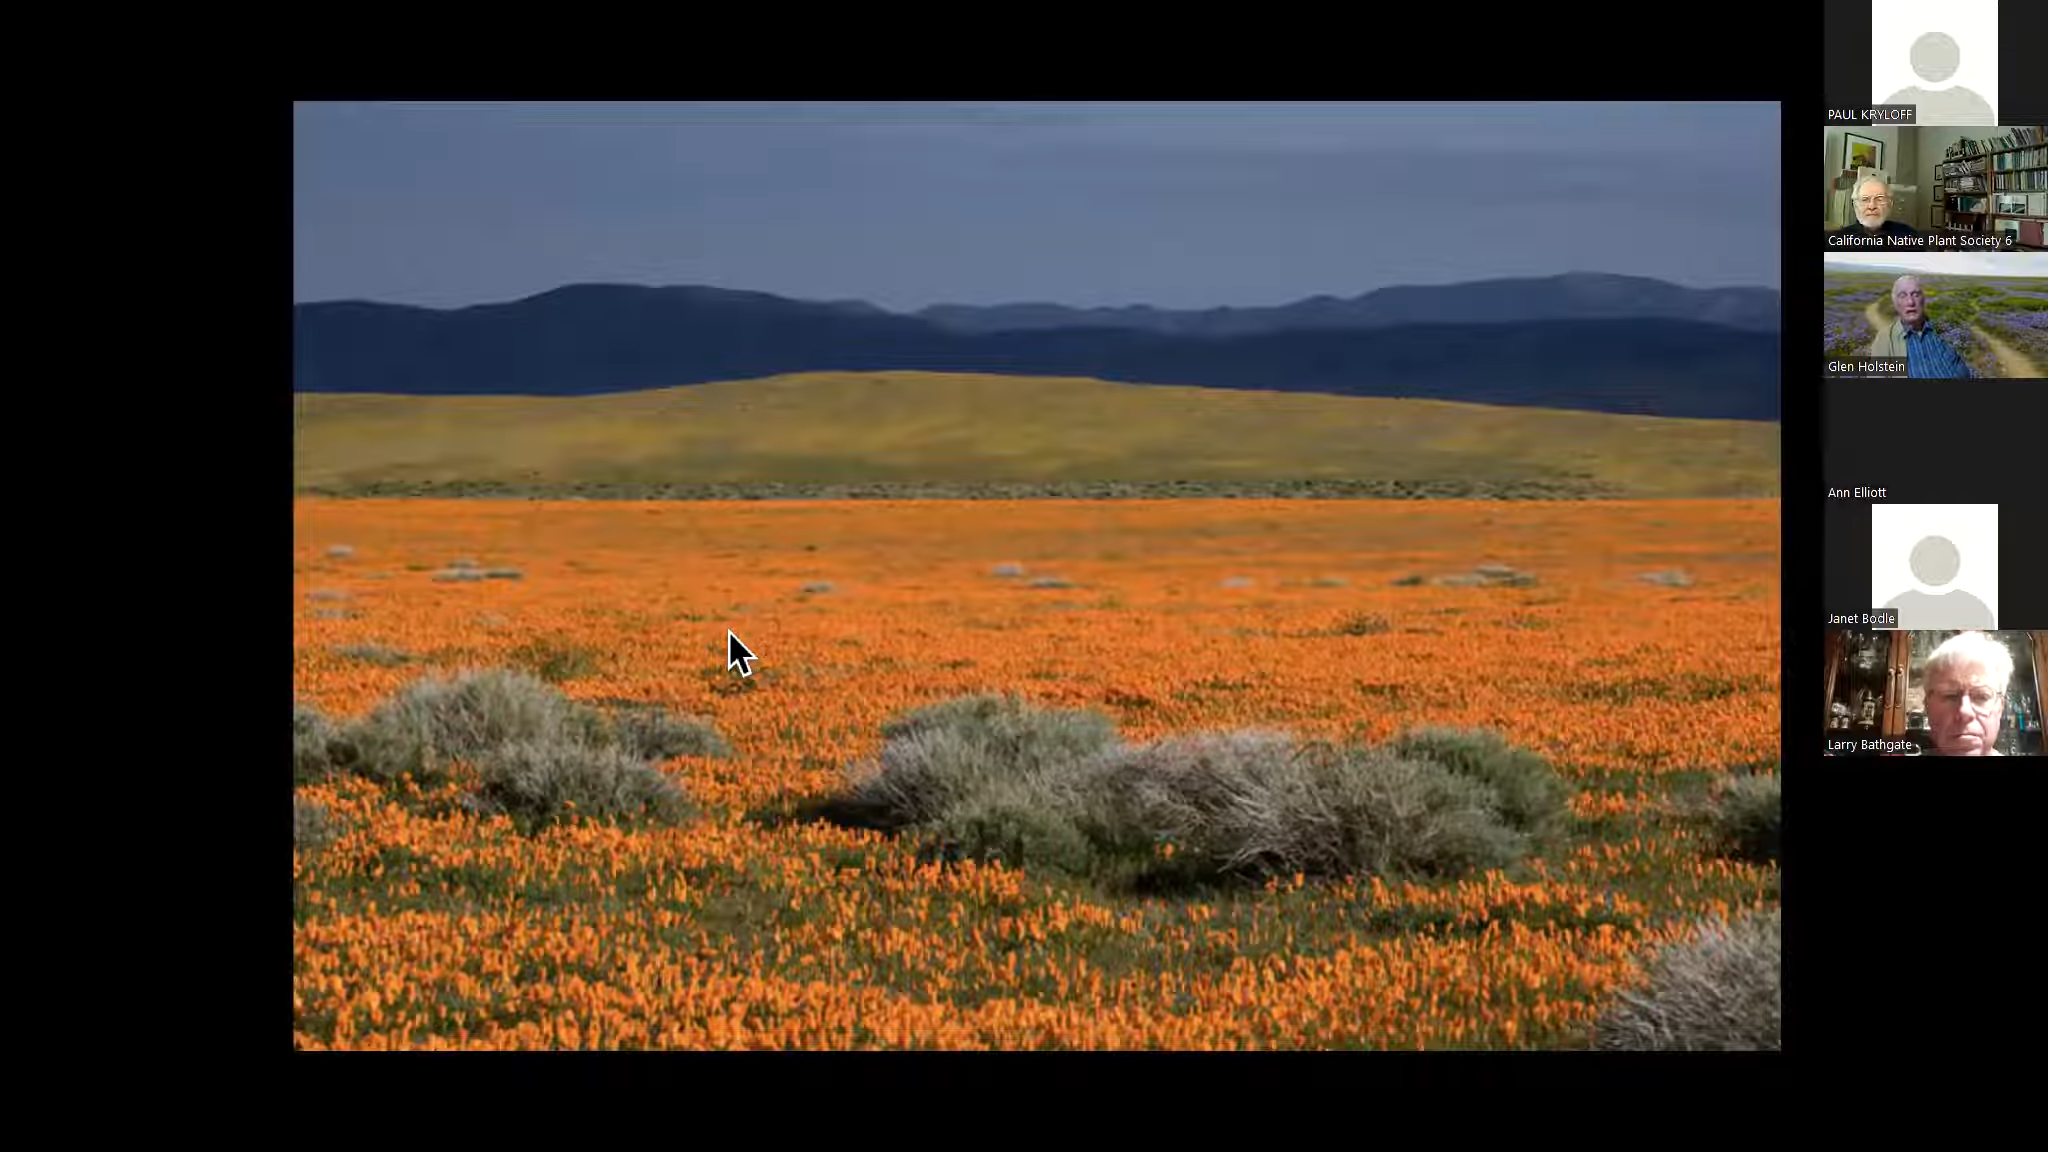 PAUL KRYLOFF
California Native Plant Society 6
Glen Holstein
Ann Elliott
Janet Bodle
Larry Bathgate